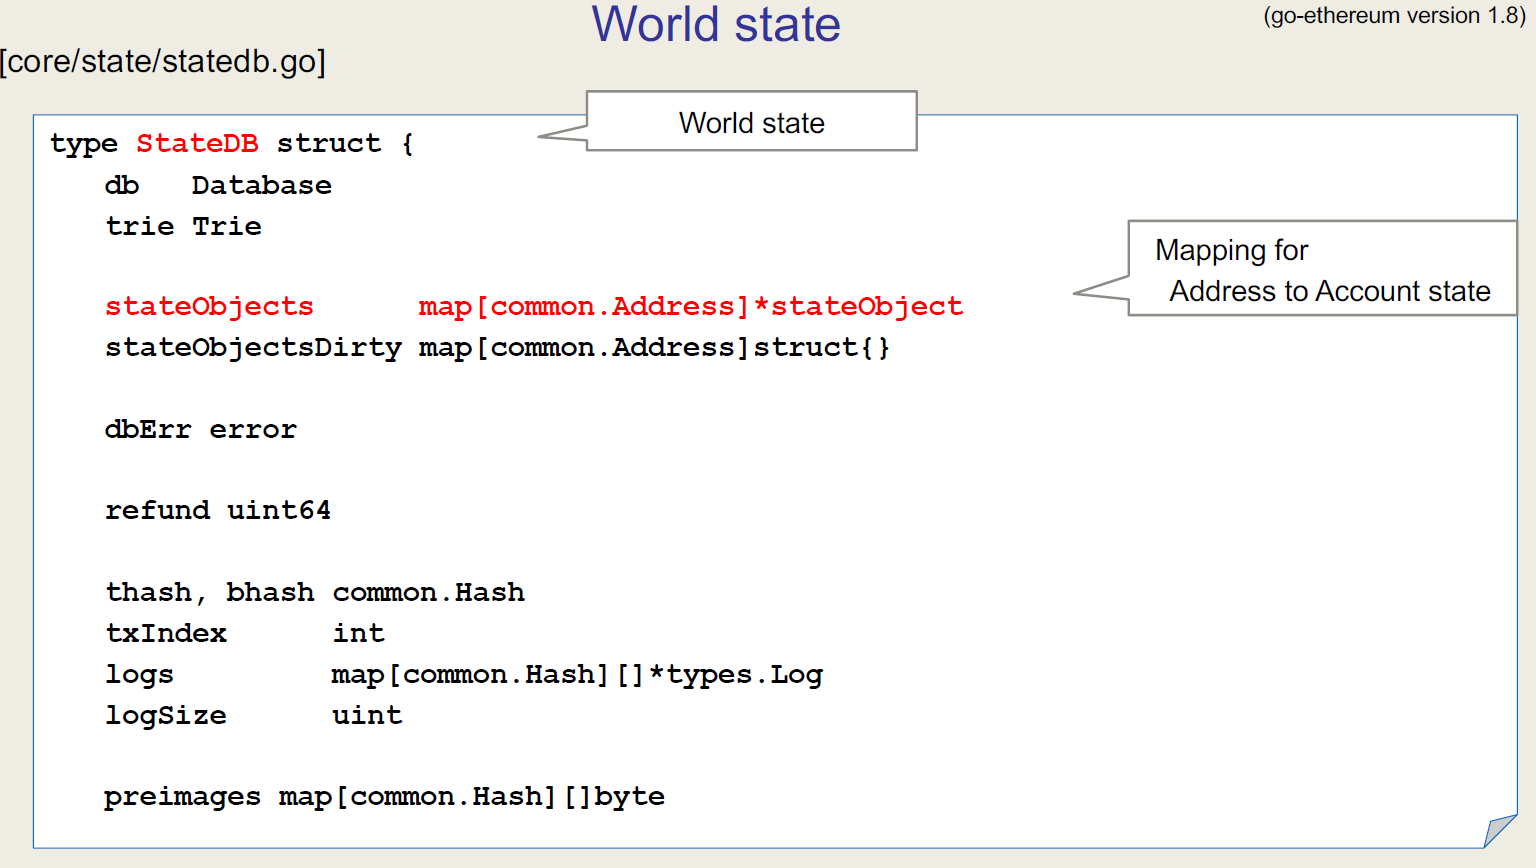 World state
(go-ethereum version 1.8)
[core/state/statedb.go]
World state
type StateDB struct {
db Database
trie Trie
Mapping for
Address to Account state
stateObjects map[common.Address]*stateObject
stateObjectsDirty map[common.Address]struct{}
dbErr error
refund uint64
thash, bhash common.Hash
txIndex int
logs map[common.Hash][]*types.Log
logSize uint
preimages map[common.Hash][]byte